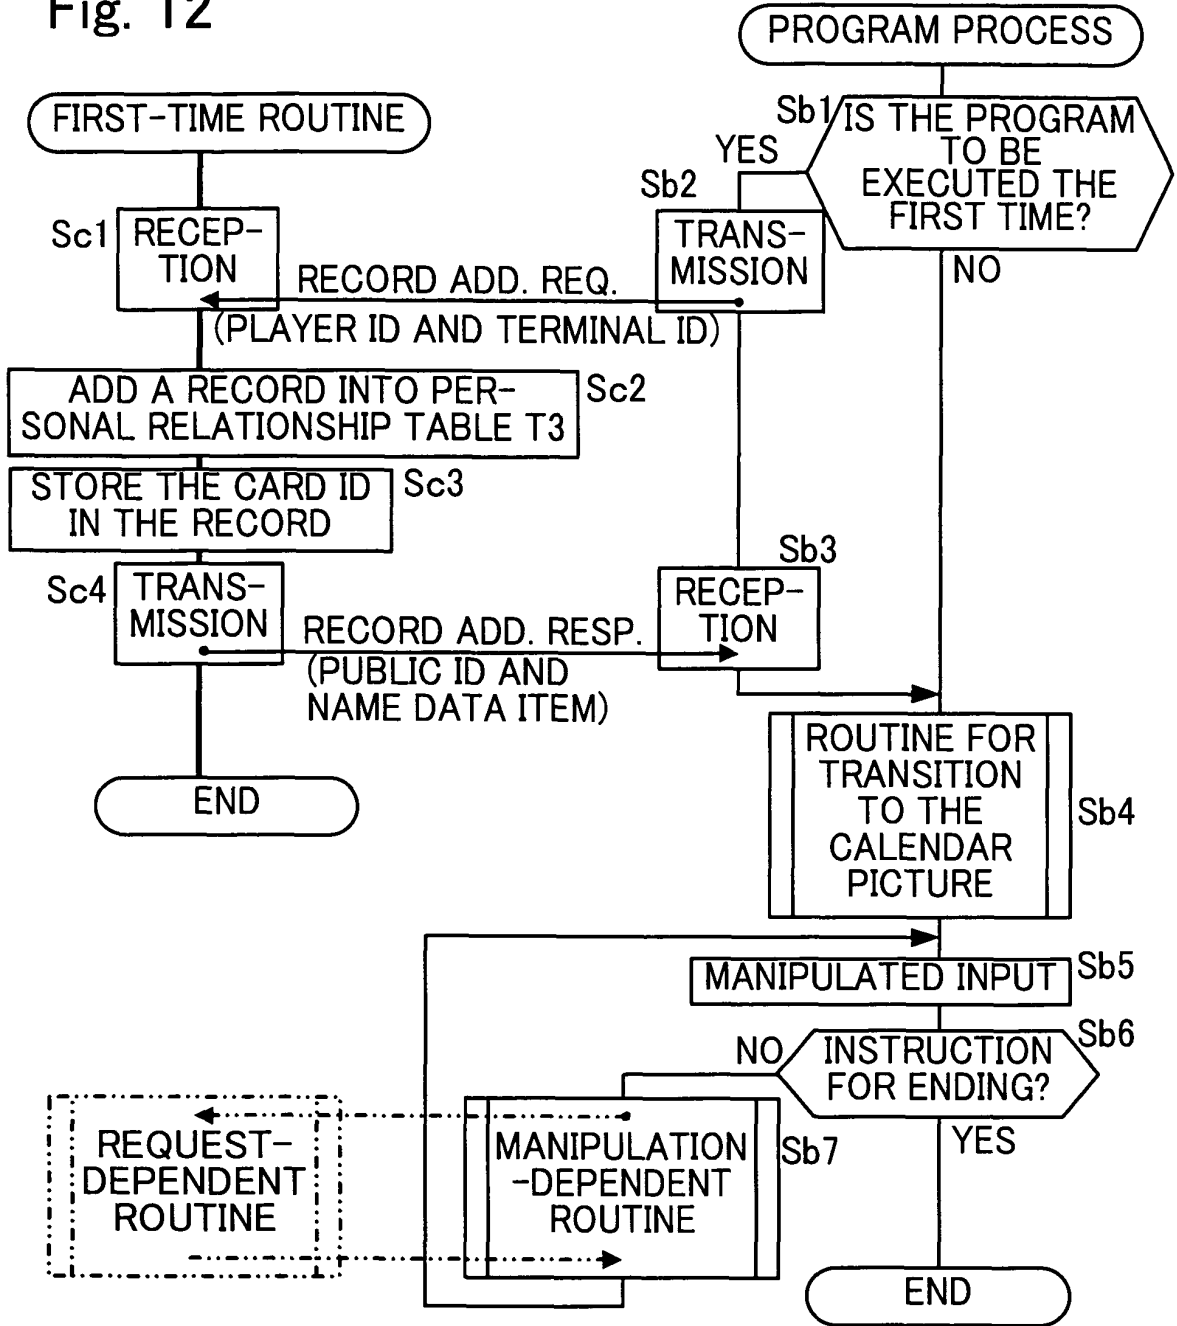 Fig. 12
PROGRAM PROCESS
FIRST-TIME ROUTINE
Sb1
IS THE PROGRAM
TO BE
EXECUTED THE
FIRST TIME?
YES
NO
Sb2
TRANS-
MISSION
Sc1
RECEP-
TION
RECORD ADD. REQ.
(PLAYER ID AND TERMINAL ID)
ADD A RECORD INTO PER-
SONAL RELATIONSHIP TABLE T3
Sc2
STORE THE CARD ID
IN THE RECORD
Sc3
Sc4
TRANS-
MISSION
RECORD ADD. RESP.
(PUBLIC ID AND
NAME DATA ITEM)
Sb3
RECEP-
TION
END
ROUTINE FOR
TRANSITION
TO THE
CALENDAR
PICTURE
Sb4
MANIPULATED INPUT
Sb5
INSTRUCTION
FOR ENDING?
Sb6
NO
YES
REQUEST-
DEPENDENT
ROUTINE
MANIPULATION
-DEPENDENT
ROUTINE
Sb7
END